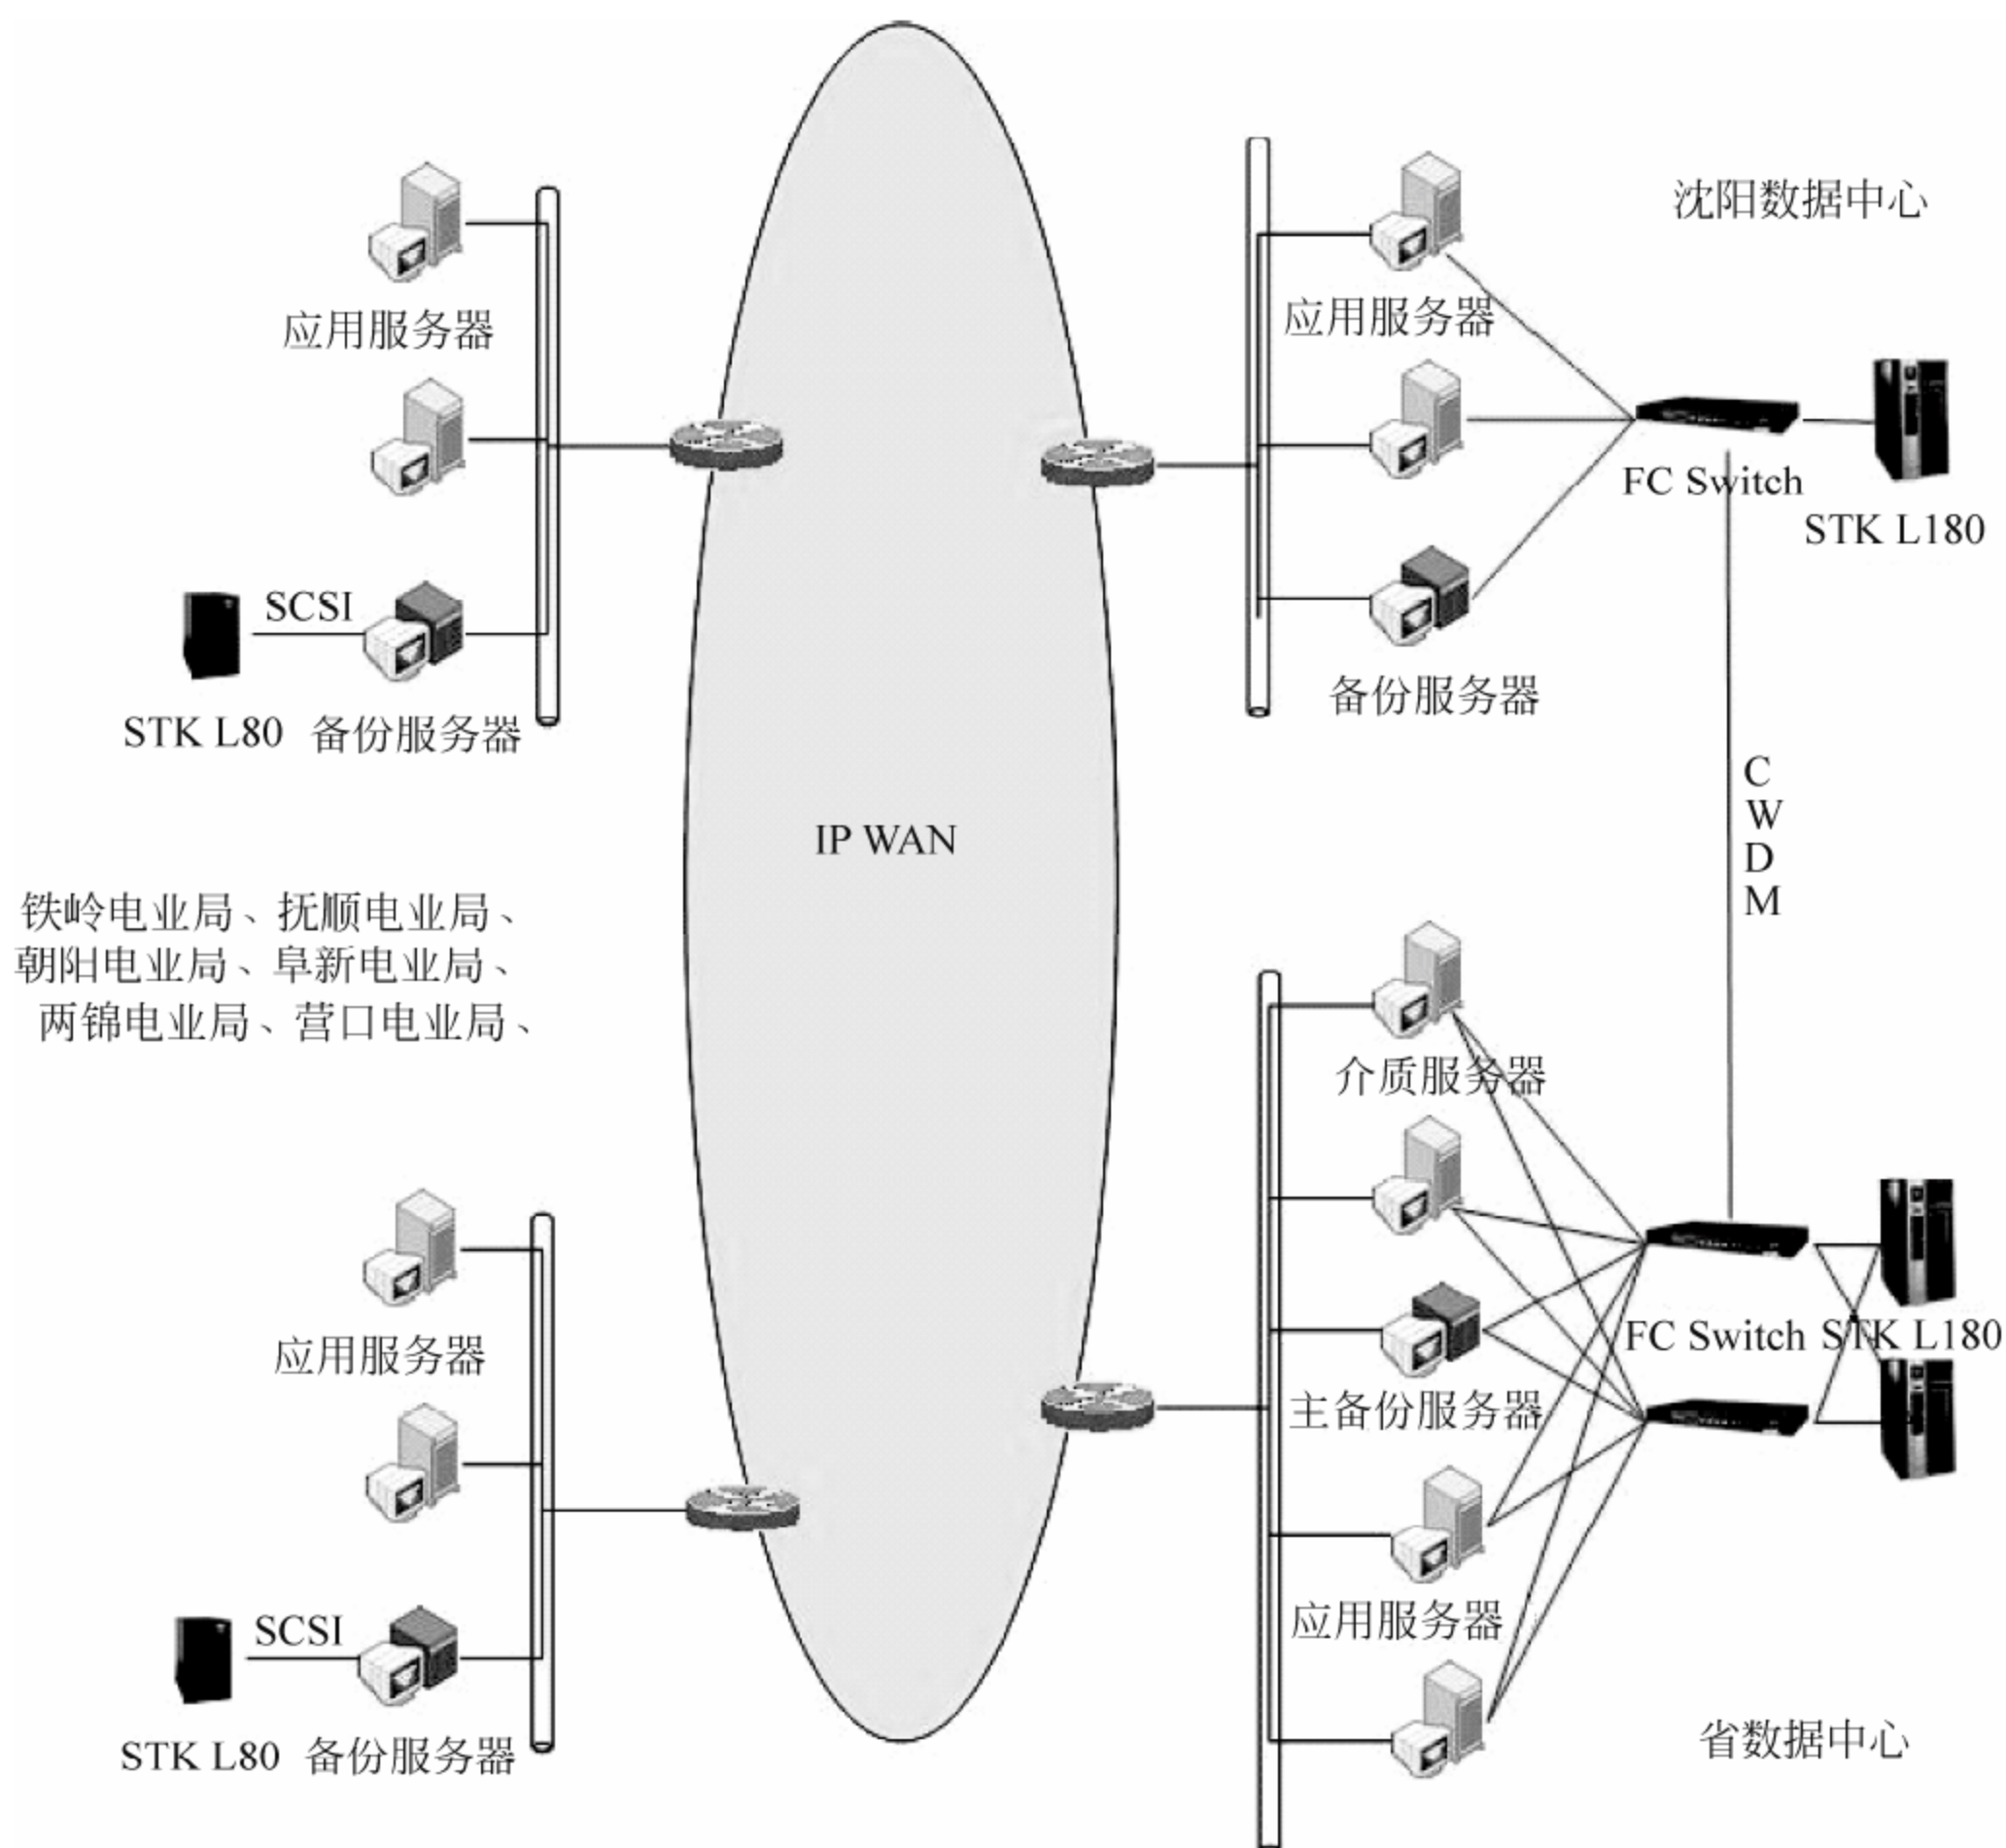 沈阳数据中心
应用服务器
应用服务器
FC Switch
STK L180
SCSI
STK L80 备份服务器
备份服务器
C
W
D
M
IP WAN
铁岭电业局、抚顺电业局、
朝阳电业局、阜新电业局、
两锦电业局、营口电业局、
介质服务器
应用服务器
FC Switch STK L180
主备份服务器
应用服务器
SCSI
STK L80 备份服务器
省数据中心